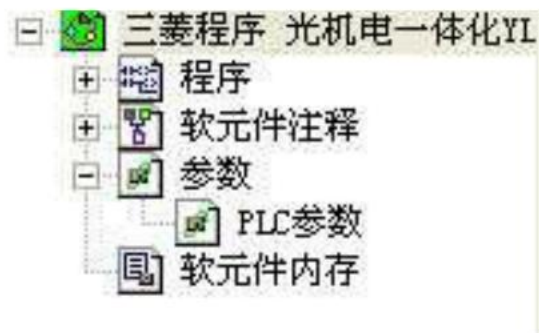 三菱程序 光机电一体化YL
程序
软元件注释
参数
PLC参数
软元件内存